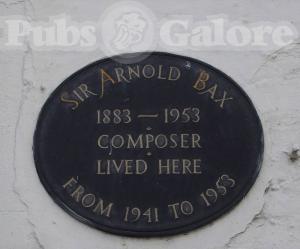 Pubs Galore
SIR ARNOLD BAX
1883 — 1953
COMPOSER
LIVED HERE
FROM 1941 TO 1953